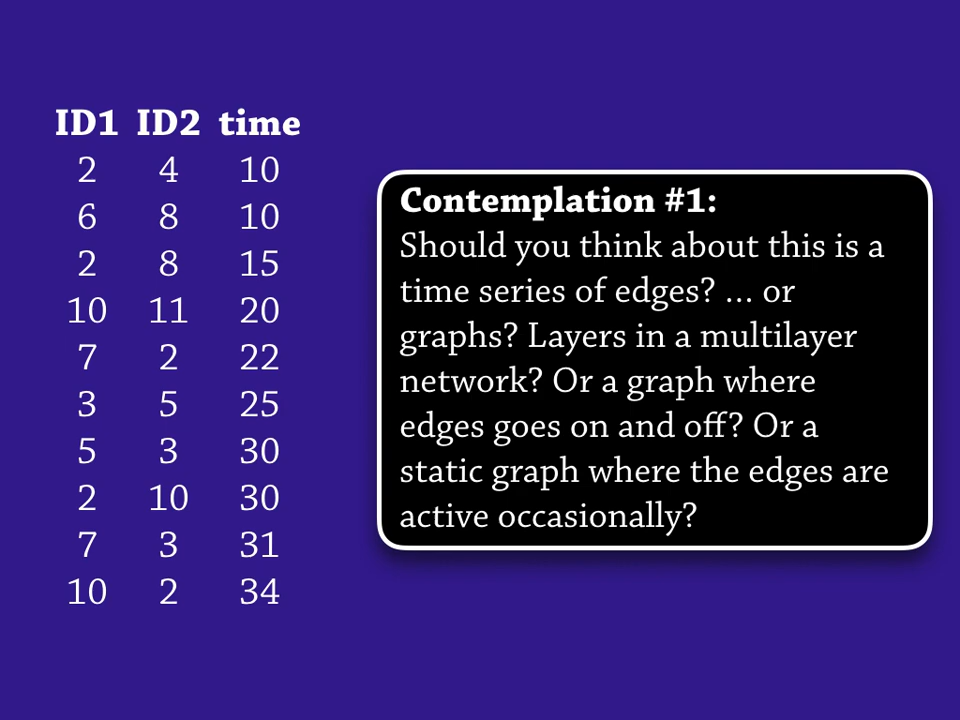 ID1 ID2 time
2 4 10
6 8 10
2 8 15
10 11 20
7 2 22
3 5 25
5 3 30
2 10 30
7 3 31
10 2 34
Contemplation #1:
Should you think about this is a
time series of edges? ... or
graphs? Layers in a multilayer
network? Or a graph where
edges goes on and off? Or a
static graph where the edges are
active occasionally?